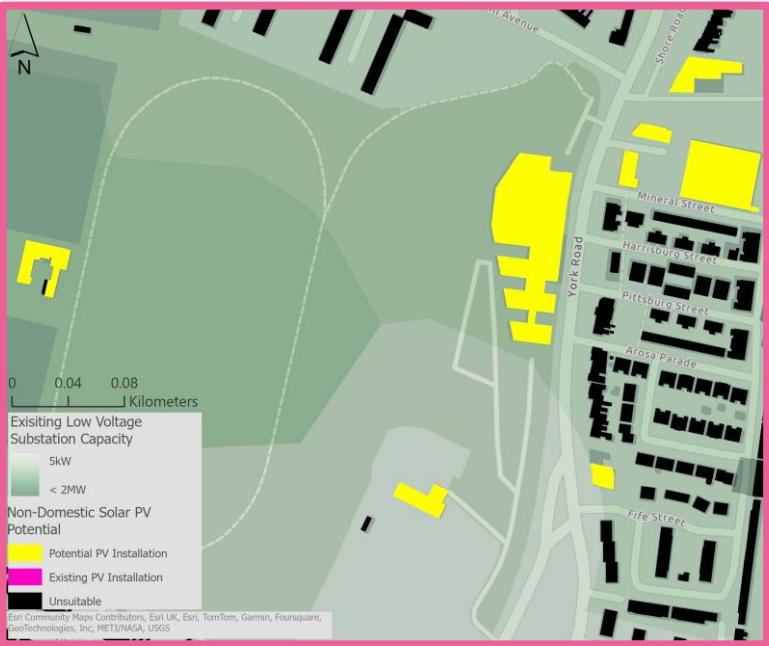 Avenue
Shore Road
N
Mineral Street
Harrisburg Street
York Road
Pittsburg Street
Arosa Parade
0 0.04 0.08
Kilometers
Exisiting Low Voltage
Substation Capacity
5kW
< 2MW
Non-Domestic Solar PV
Potential
Potential PV Installation
Existing PV Installation
Unsuitable
Fife Street
Esri Community Maps Contributors, Esri UK, Esri, TomTom, Garmin, Foursquare,
GeoTechnologies, Inc, METI/NASA, USGS